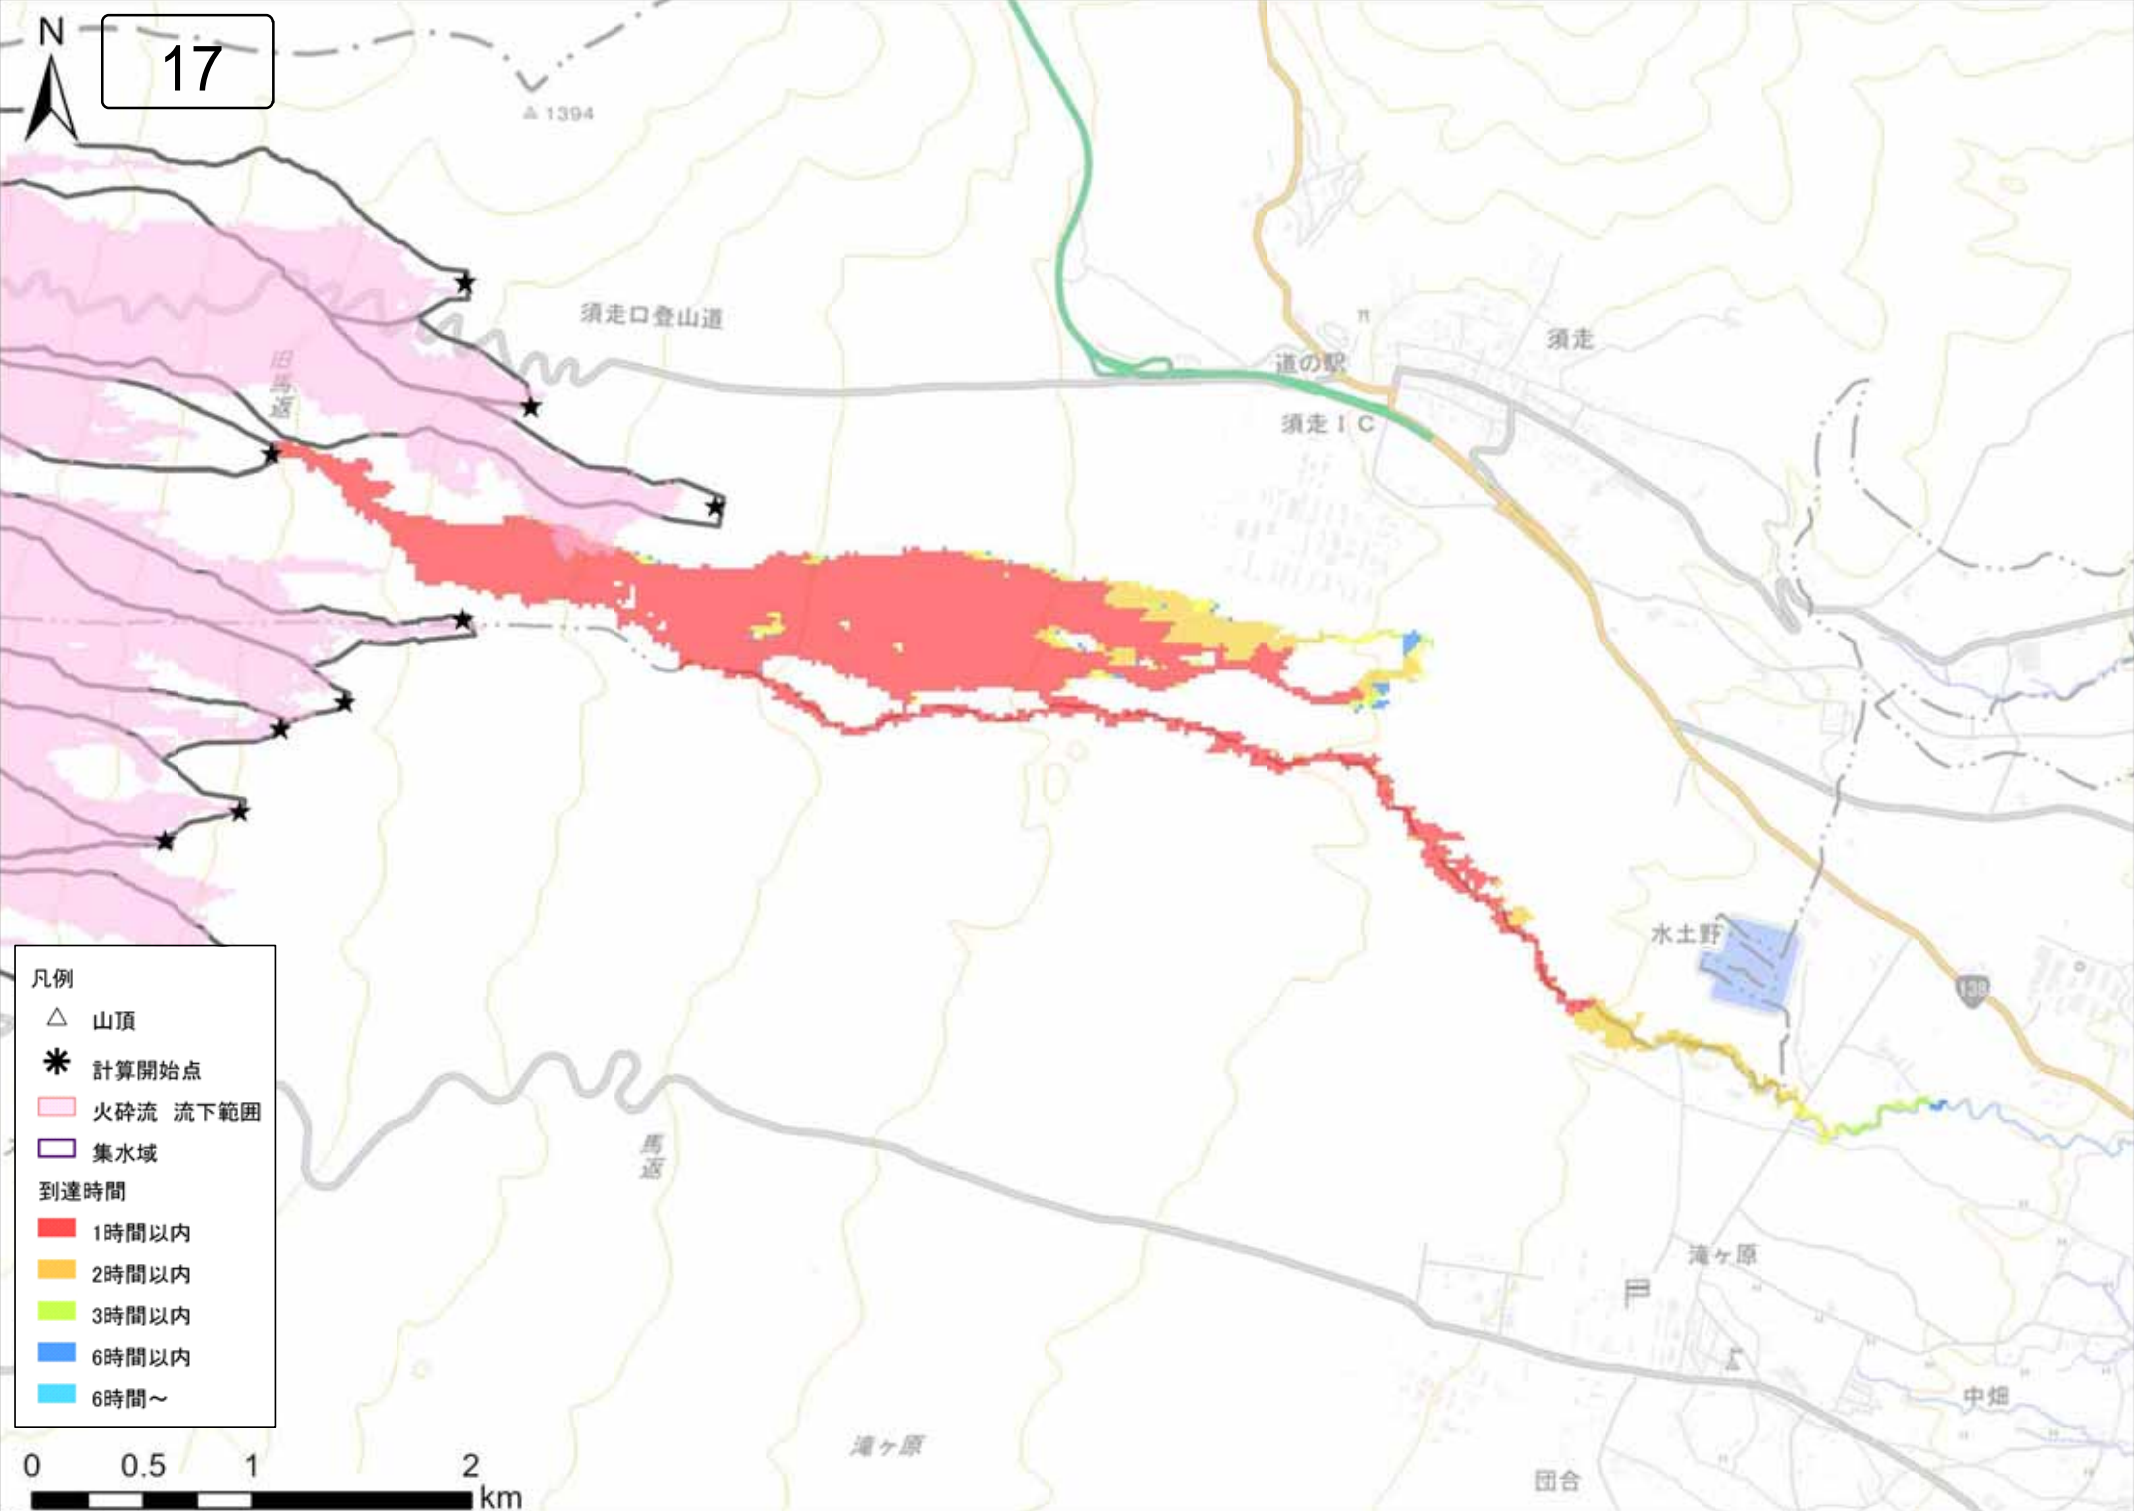 N
17
1394
須走口登山道
道の駅
須走
須走IC
旧馬返
水土野
138
凡例
山頂
計算開始点
火砕流 流下範囲
集水域
到達時間
1時間以内
2時間以内
3時間以内
6時間以内
6時間～
馬返
滝ヶ原
中畑
滝ヶ原
団合
0 0.5 1 2
km